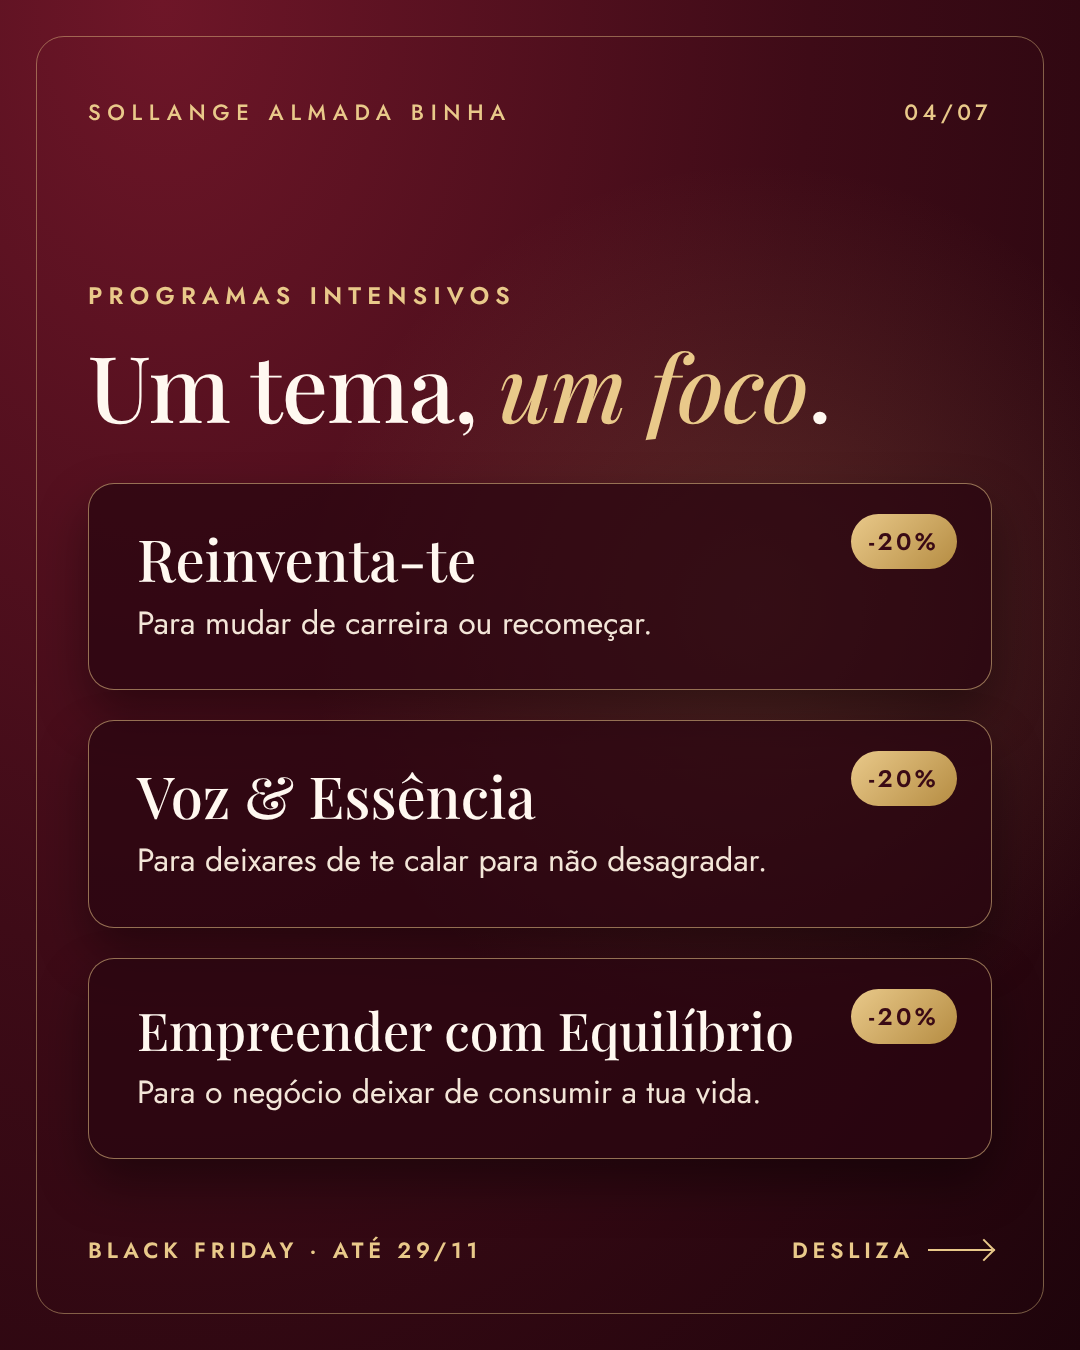 SOLLANGE ALMADA BINHA
04/07
PROGRAMAS INTENSIVOS
Um tema, um foco.
Reinventa-te
-20%
Para mudar de carreira ou recomeçar.
Voz & Essência
-20%
Para deixares de te calar para não desagradar.
Empreender com Equilíbrio
-20%
Para o negócio deixar de consumir a tua vida.
BLACK FRIDAY · ATÉ 29/11
DESLIZA